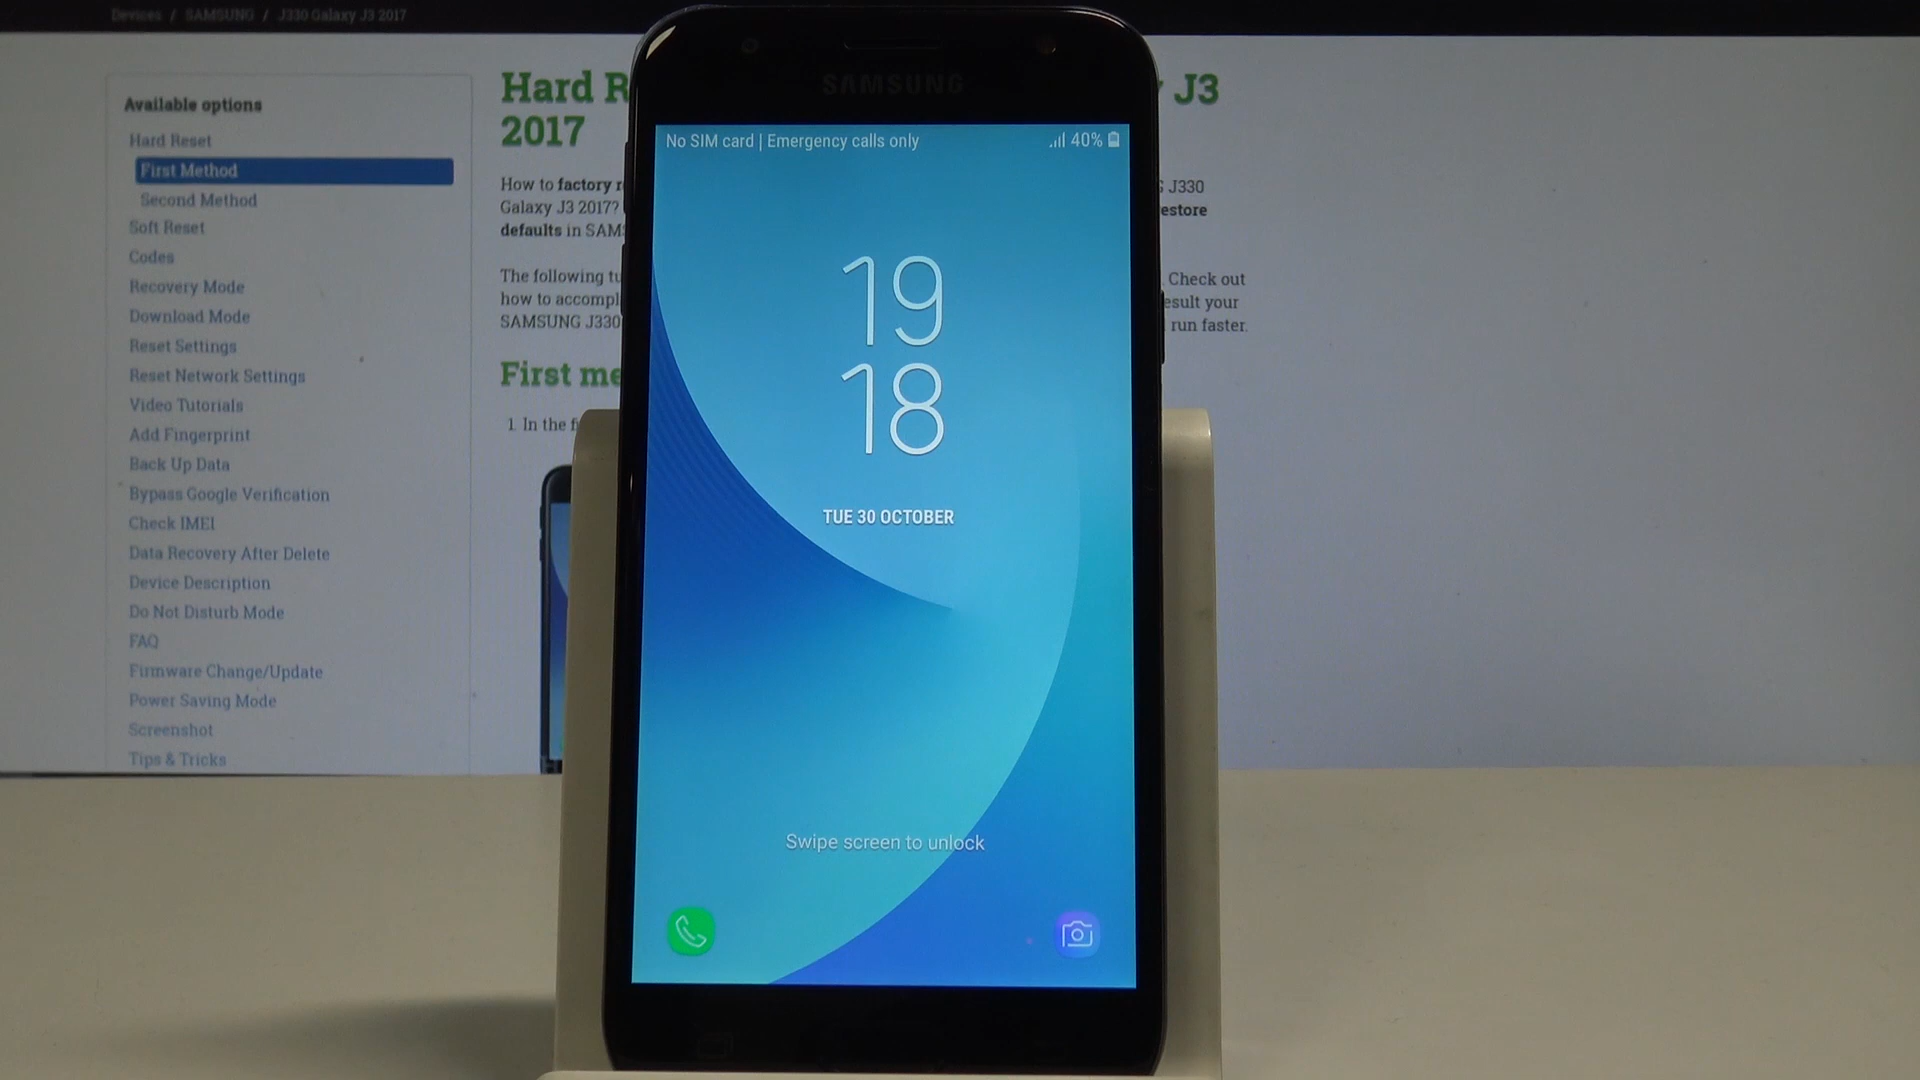 Devices / SAMSUNG / J330 Galaxy J3 2017
Available options
Hard Reset
First Method
Second Method
Soft Reset
Codes
Recovery Mode
Download Mode
Reset Settings
Reset Network Settings
Video Tutorials
Add Fingerprint
Back Up Data
Bypass Google Verification
Check IMEI
Data Recovery After Delete
Device Description
Do Not Disturb Mode
FAQ
Firmware Change/Update
Power Saving Mode
Screenshot
Tips & Tricks
Hard R
J3
2017
How to factory r
J330
Galaxy J3 2017?
estore
defaults in SAM
The following tu
. Check out
how to accompl
esult your
SAMSUNG J330
run faster.
First me
1. In the fi
SAMSUNG
No SIM card | Emergency calls only
40%
19
18
TUE 30 OCTOBER
Swipe screen to unlock